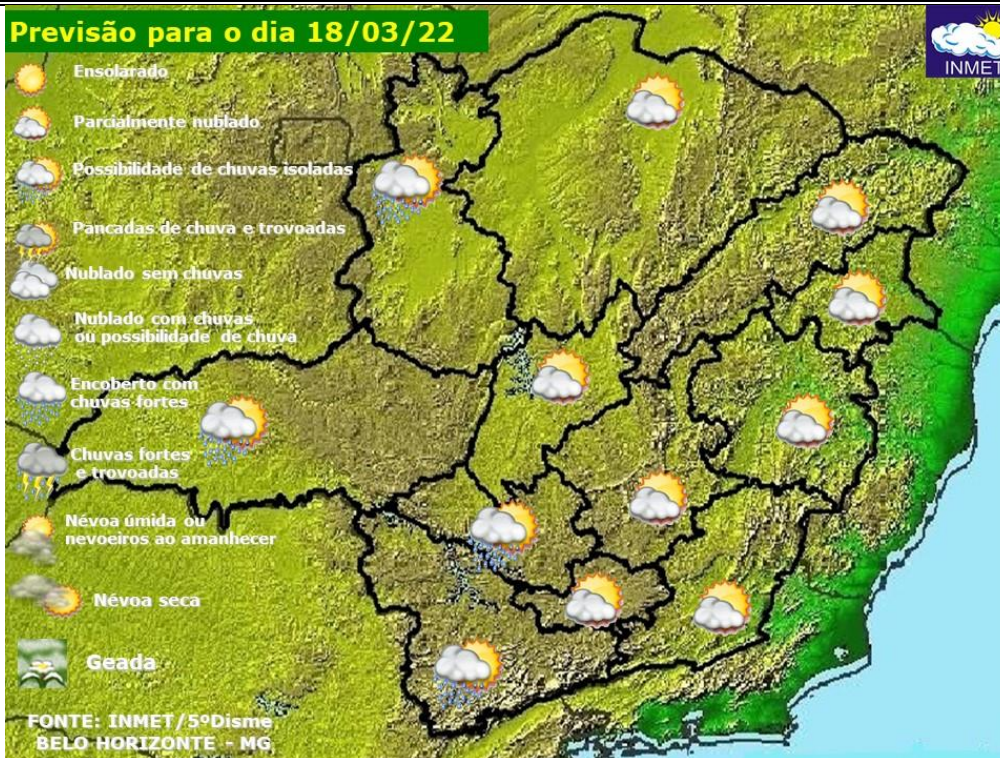 Previsão para o dia 18/03/22
INMET
Ensolarado
Parcialmente nublado
Possibilidade de chuvas isoladas
Pancadas de chuva e trovoadas
Nublado sem chuvas
Nublado com chuvas
ou possibilidade de chuva
Encoberto com
chuvas fortes
Chuvas fortes
e trovoadas
Névoa úmida ou
nevoeiros ao amanhecer
Névoa seca
Geada
FONTE: INMET/5ºDisme
BELO HORIZONTE - MG